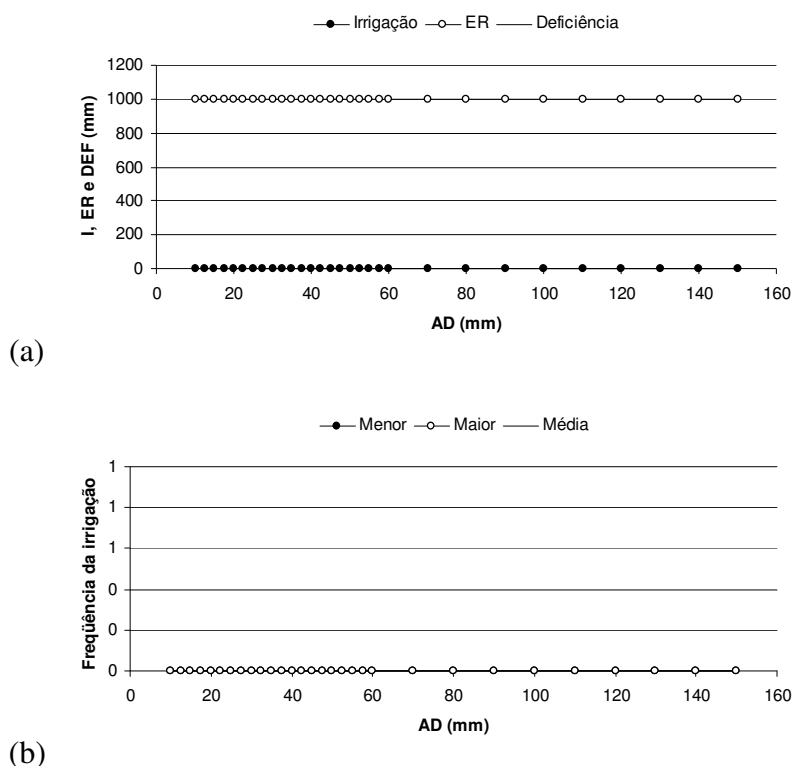 Irrigação ER Deficiência
1200
1000
800
600
400
200
0
I, ER e DEF (mm)
0 20 40 60 80 100 120 140 160
AD (mm)
(a)
Menor Maior Média
1
1
1
0
0
0
Freqüência da irrigação
0 20 40 60 80 100 120 140 160
AD (mm)
(b)